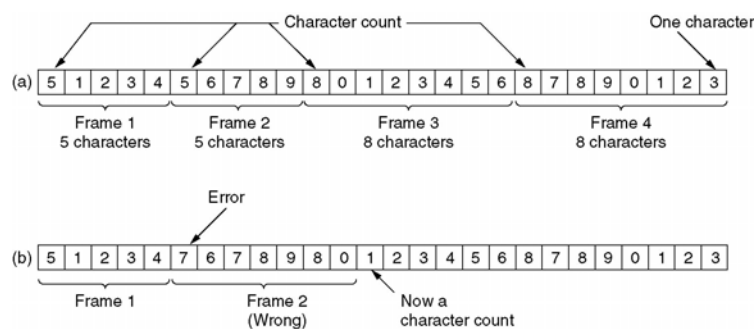 Character count One character
(a) 5 1 2 3 4 5 6 7 8 9 8 0 1 2 3 4 5 6 8 7 8 9 0 1 2 3
Frame 1 Frame 2 Frame 3 Frame 4
5 characters 5 characters 8 characters 8 characters
Error
(b) 5 1 2 3 4 7 6 7 8 9 8 0 1 2 3 4 5 6 8 7 8 9 0 1 2 3
Frame 1 Frame 2 Now a
(Wrong) character count